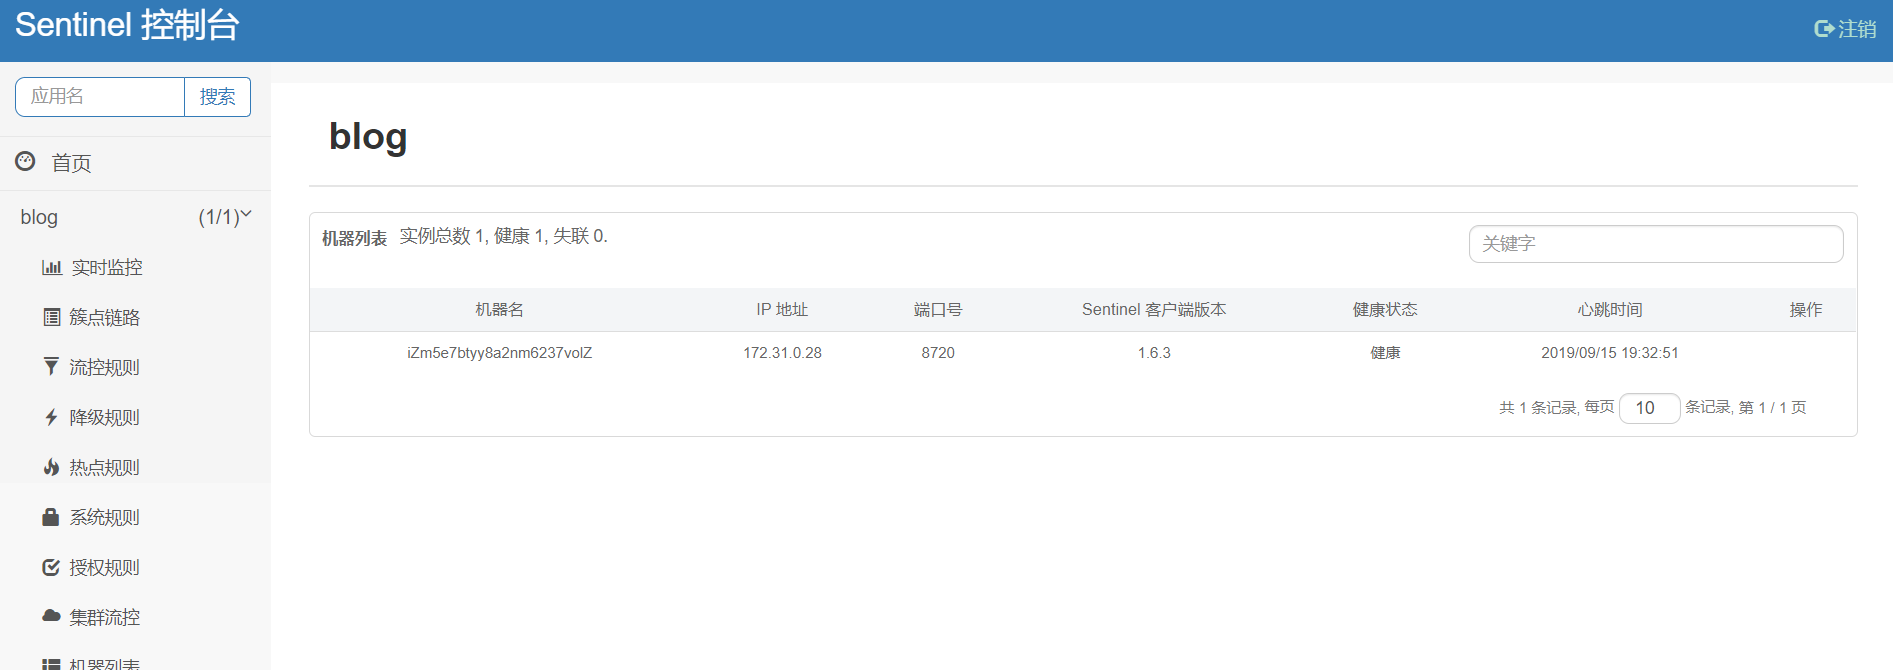 Sentinel 控制台
注销
应用名 搜索
首页
blog (1/1)
实时监控
簇点链路
流控规则
降级规则
热点规则
系统规则
授权规则
集群流控
机器列表
blog
机器列表 实例总数 1, 健康 1, 失联 0.
关键字
机器名 IP 地址 端口号 Sentinel 客户端版本 健康状态 心跳时间 操作
iZm5e7btyy8a2nm6237volZ 172.31.0.28 8720 1.6.3 健康 2019/09/15 19:32:51
共 1 条记录, 每页 10 条记录, 第 1 / 1 页